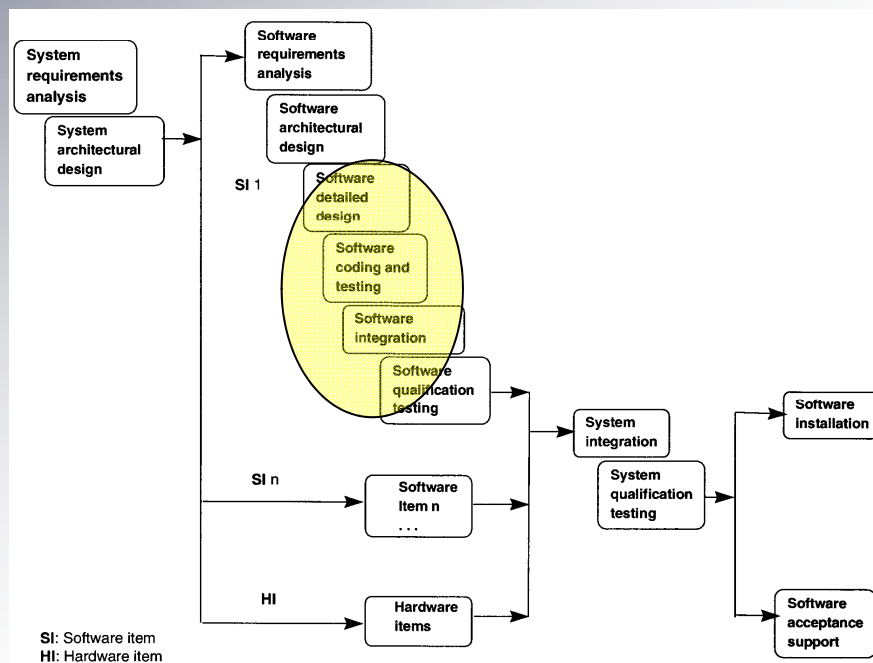 System
requirements
analysis
System
architectural
design
Software
requirements
analysis
Software
architectural
design
SI 1
Software
detailed
design
Software
coding and
testing
Software
integration
Software
qualification
testing
SI n
Software
Item n
. . .
HI
Hardware
items
System
integration
System
qualification
testing
Software
installation
Software
acceptance
support
SI: Software item
HI: Hardware item